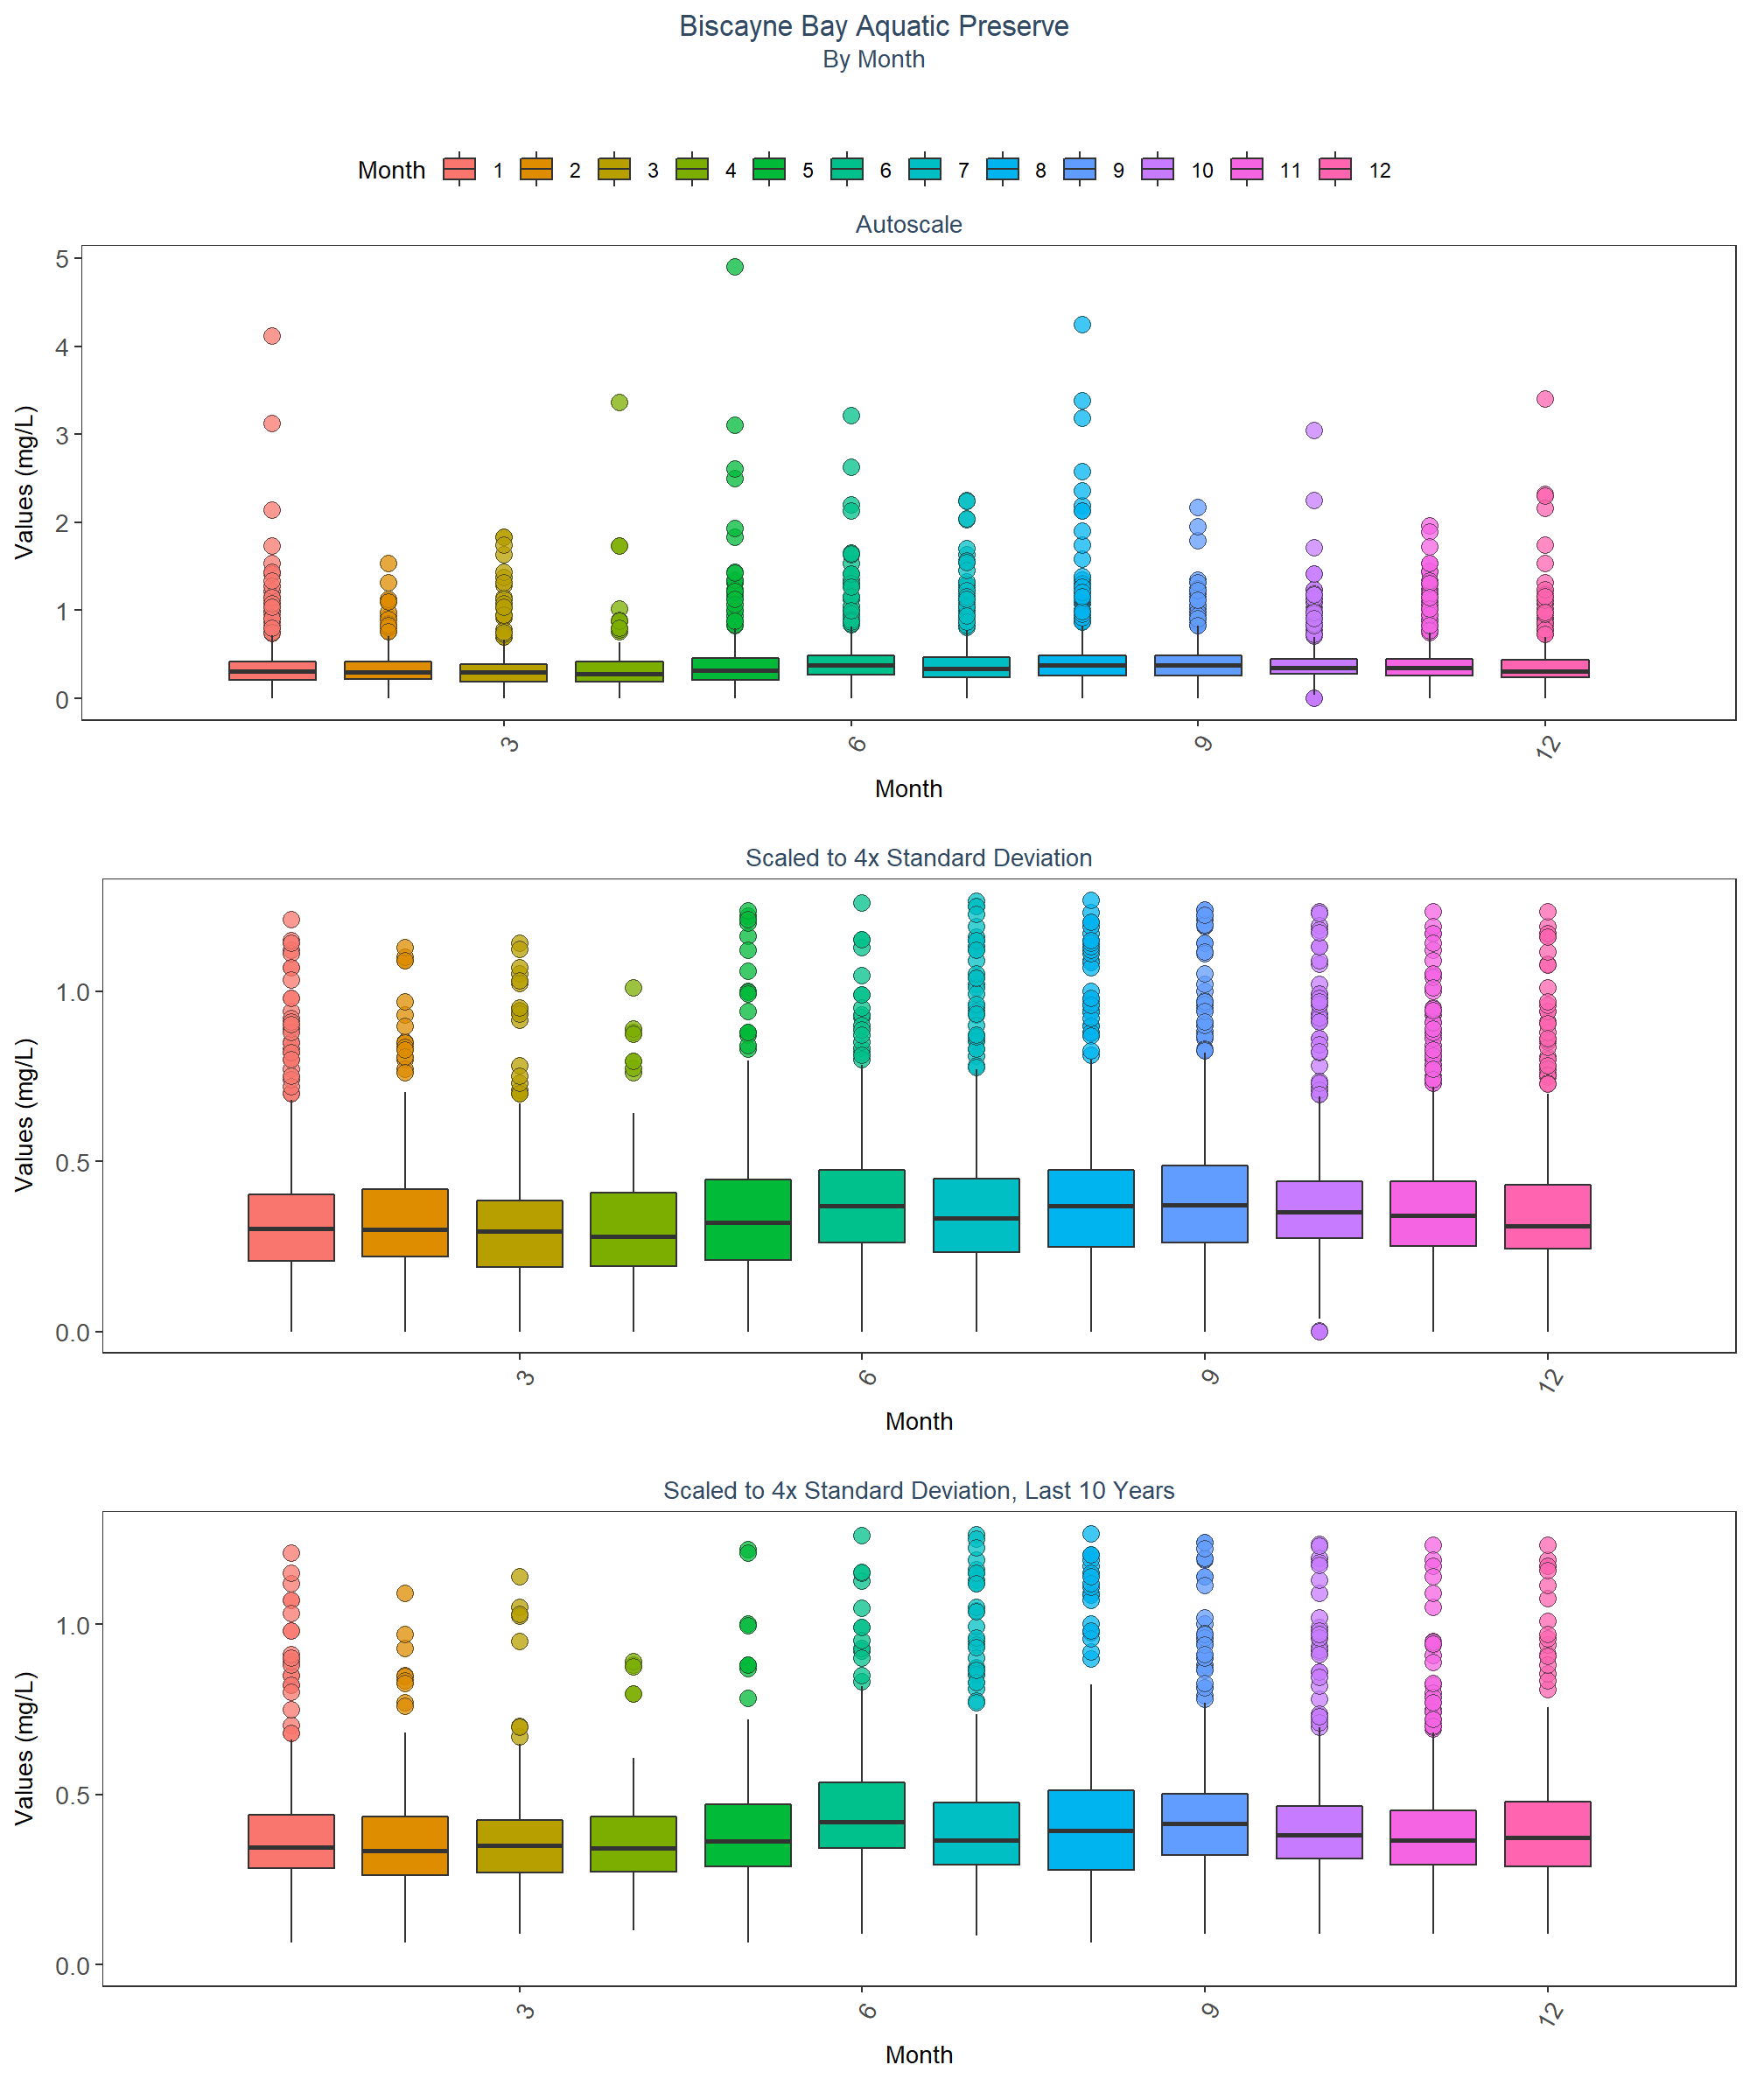 Biscayne Bay Aquatic Preserve
By Month
Month 1 2 3 4 5 6 7 8 9 10 11 12
Autoscale
Values (mg/L)
5
4
3
2
1
0
3 6 9 12
Month
Scaled to 4x Standard Deviation
Values (mg/L)
1.0
0.5
0.0
3 6 9 12
Month
Scaled to 4x Standard Deviation, Last 10 Years
Values (mg/L)
1.0
0.5
0.0
3 6 9 12
Month